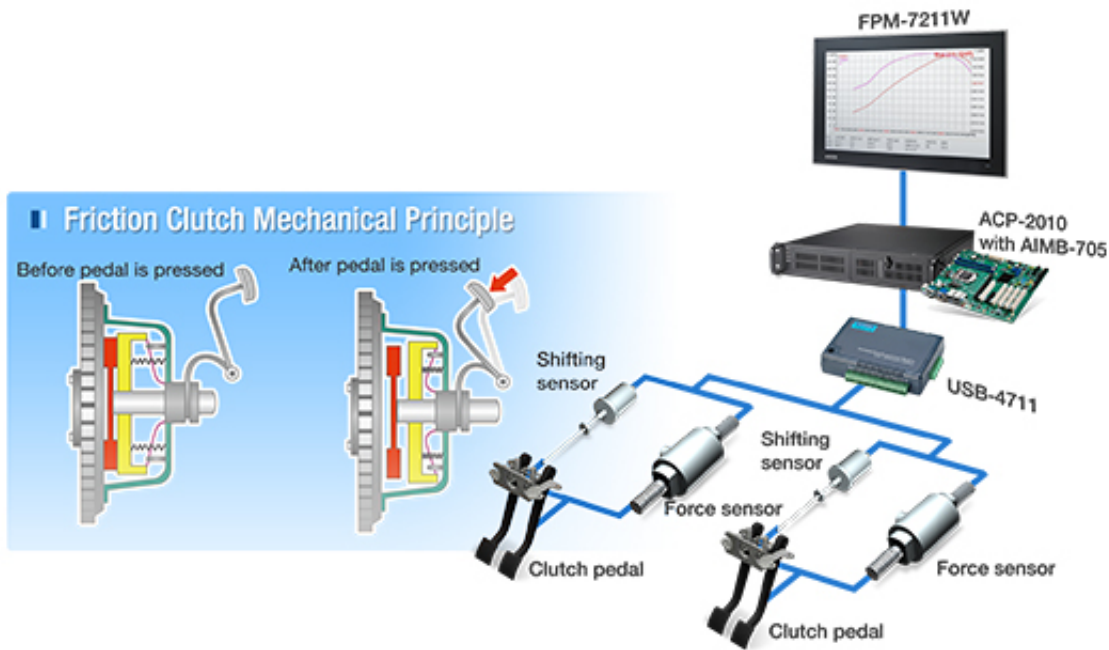 FPM-7211W
ACP-2010
with AIMB-705
USB-4711
Friction Clutch Mechanical Principle
Before pedal is pressed
After pedal is pressed
Shifting
sensor
Force sensor
Clutch pedal
Shifting
sensor
Force sensor
Clutch pedal